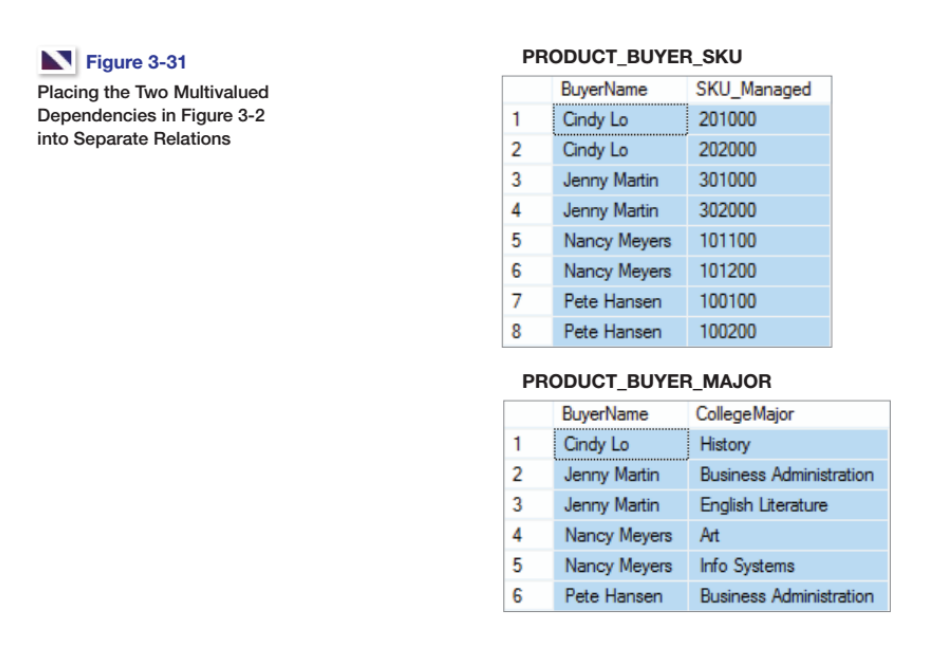 Figure 3-31
Placing the Two Multivalued
Dependencies in Figure 3-2
into Separate Relations
PRODUCT_BUYER_SKU
BuyerName SKU_Managed
1 Cindy Lo 201000
2 Cindy Lo 202000
3 Jenny Martin 301000
4 Jenny Martin 302000
5 Nancy Meyers 101100
6 Nancy Meyers 101200
7 Pete Hansen 100100
8 Pete Hansen 100200
PRODUCT_BUYER_MAJOR
BuyerName CollegeMajor
1 Cindy Lo History
2 Jenny Martin Business Administration
3 Jenny Martin English Literature
4 Nancy Meyers Art
5 Nancy Meyers Info Systems
6 Pete Hansen Business Administration